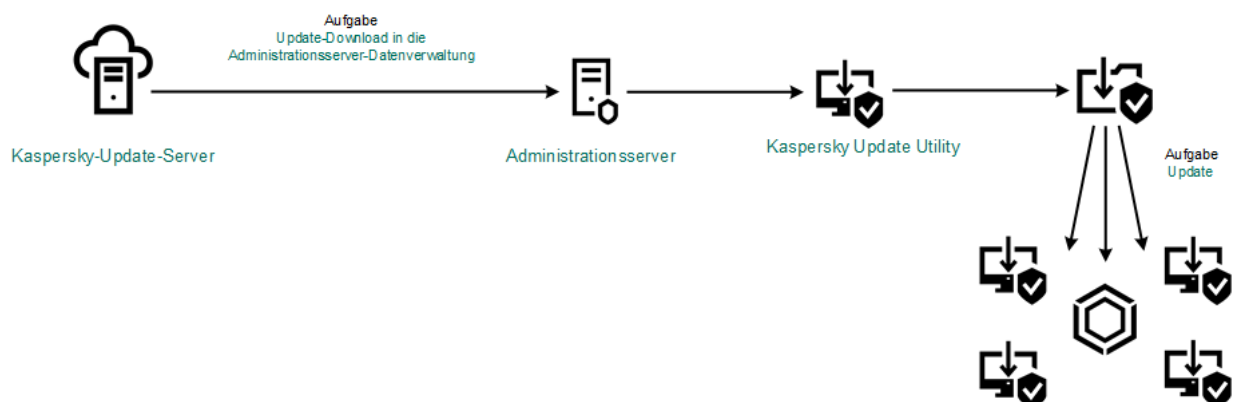 Aufgabe
Update-Download in die
Administrationsserver-Datenverwaltung
Kaspersky-Update-Server
Administrationsserver
Kaspersky Update Utility
Aufgabe
Update